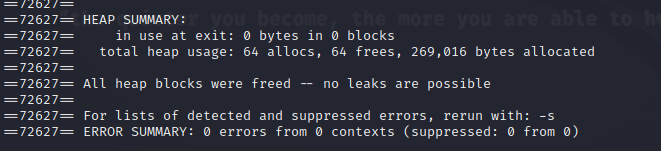 ==72627==
==72627== HEAP SUMMARY:
==72627==     in use at exit: 0 bytes in 0 blocks
==72627==   total heap usage: 64 allocs, 64 frees, 269,016 bytes allocated
==72627==
==72627== All heap blocks were freed -- no leaks are possible
==72627==
==72627== For lists of detected and suppressed errors, rerun with: -s
==72627== ERROR SUMMARY: 0 errors from 0 contexts (suppressed: 0 from 0)
you become, the more you are able to